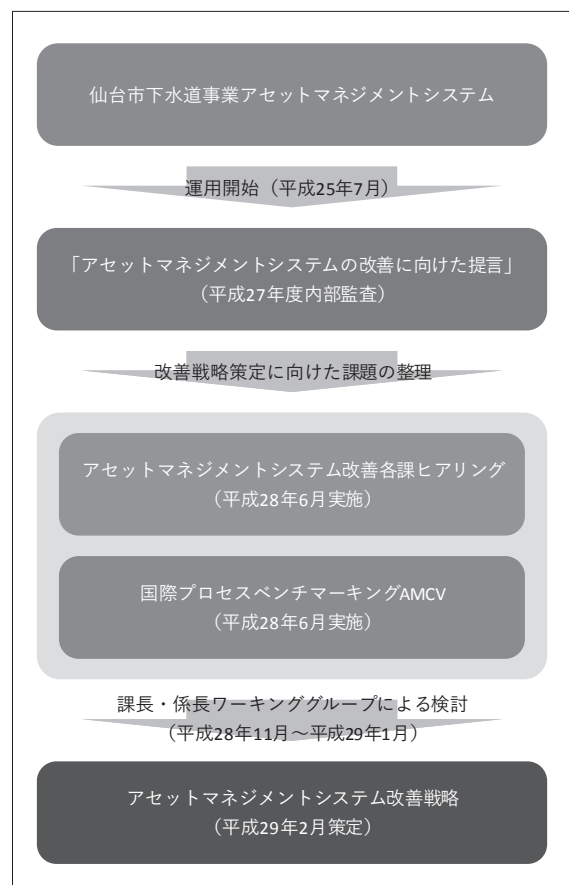 仙台市下水道事業アセットマネジメントシステム
運用開始（平成25年7月）
「アセットマネジメントシステムの改善に向けた提言」
（平成27年度内部監査）
改善戦略策定に向けた課題の整理
アセットマネジメントシステム改善各課ヒアリング
（平成28年6月実施）
国際プロセスベンチマーキングAMCV
（平成28年6月実施）
課長・係長ワーキンググループによる検討
（平成28年11月～平成29年1月）
アセットマネジメントシステム改善戦略
（平成29年2月策定）